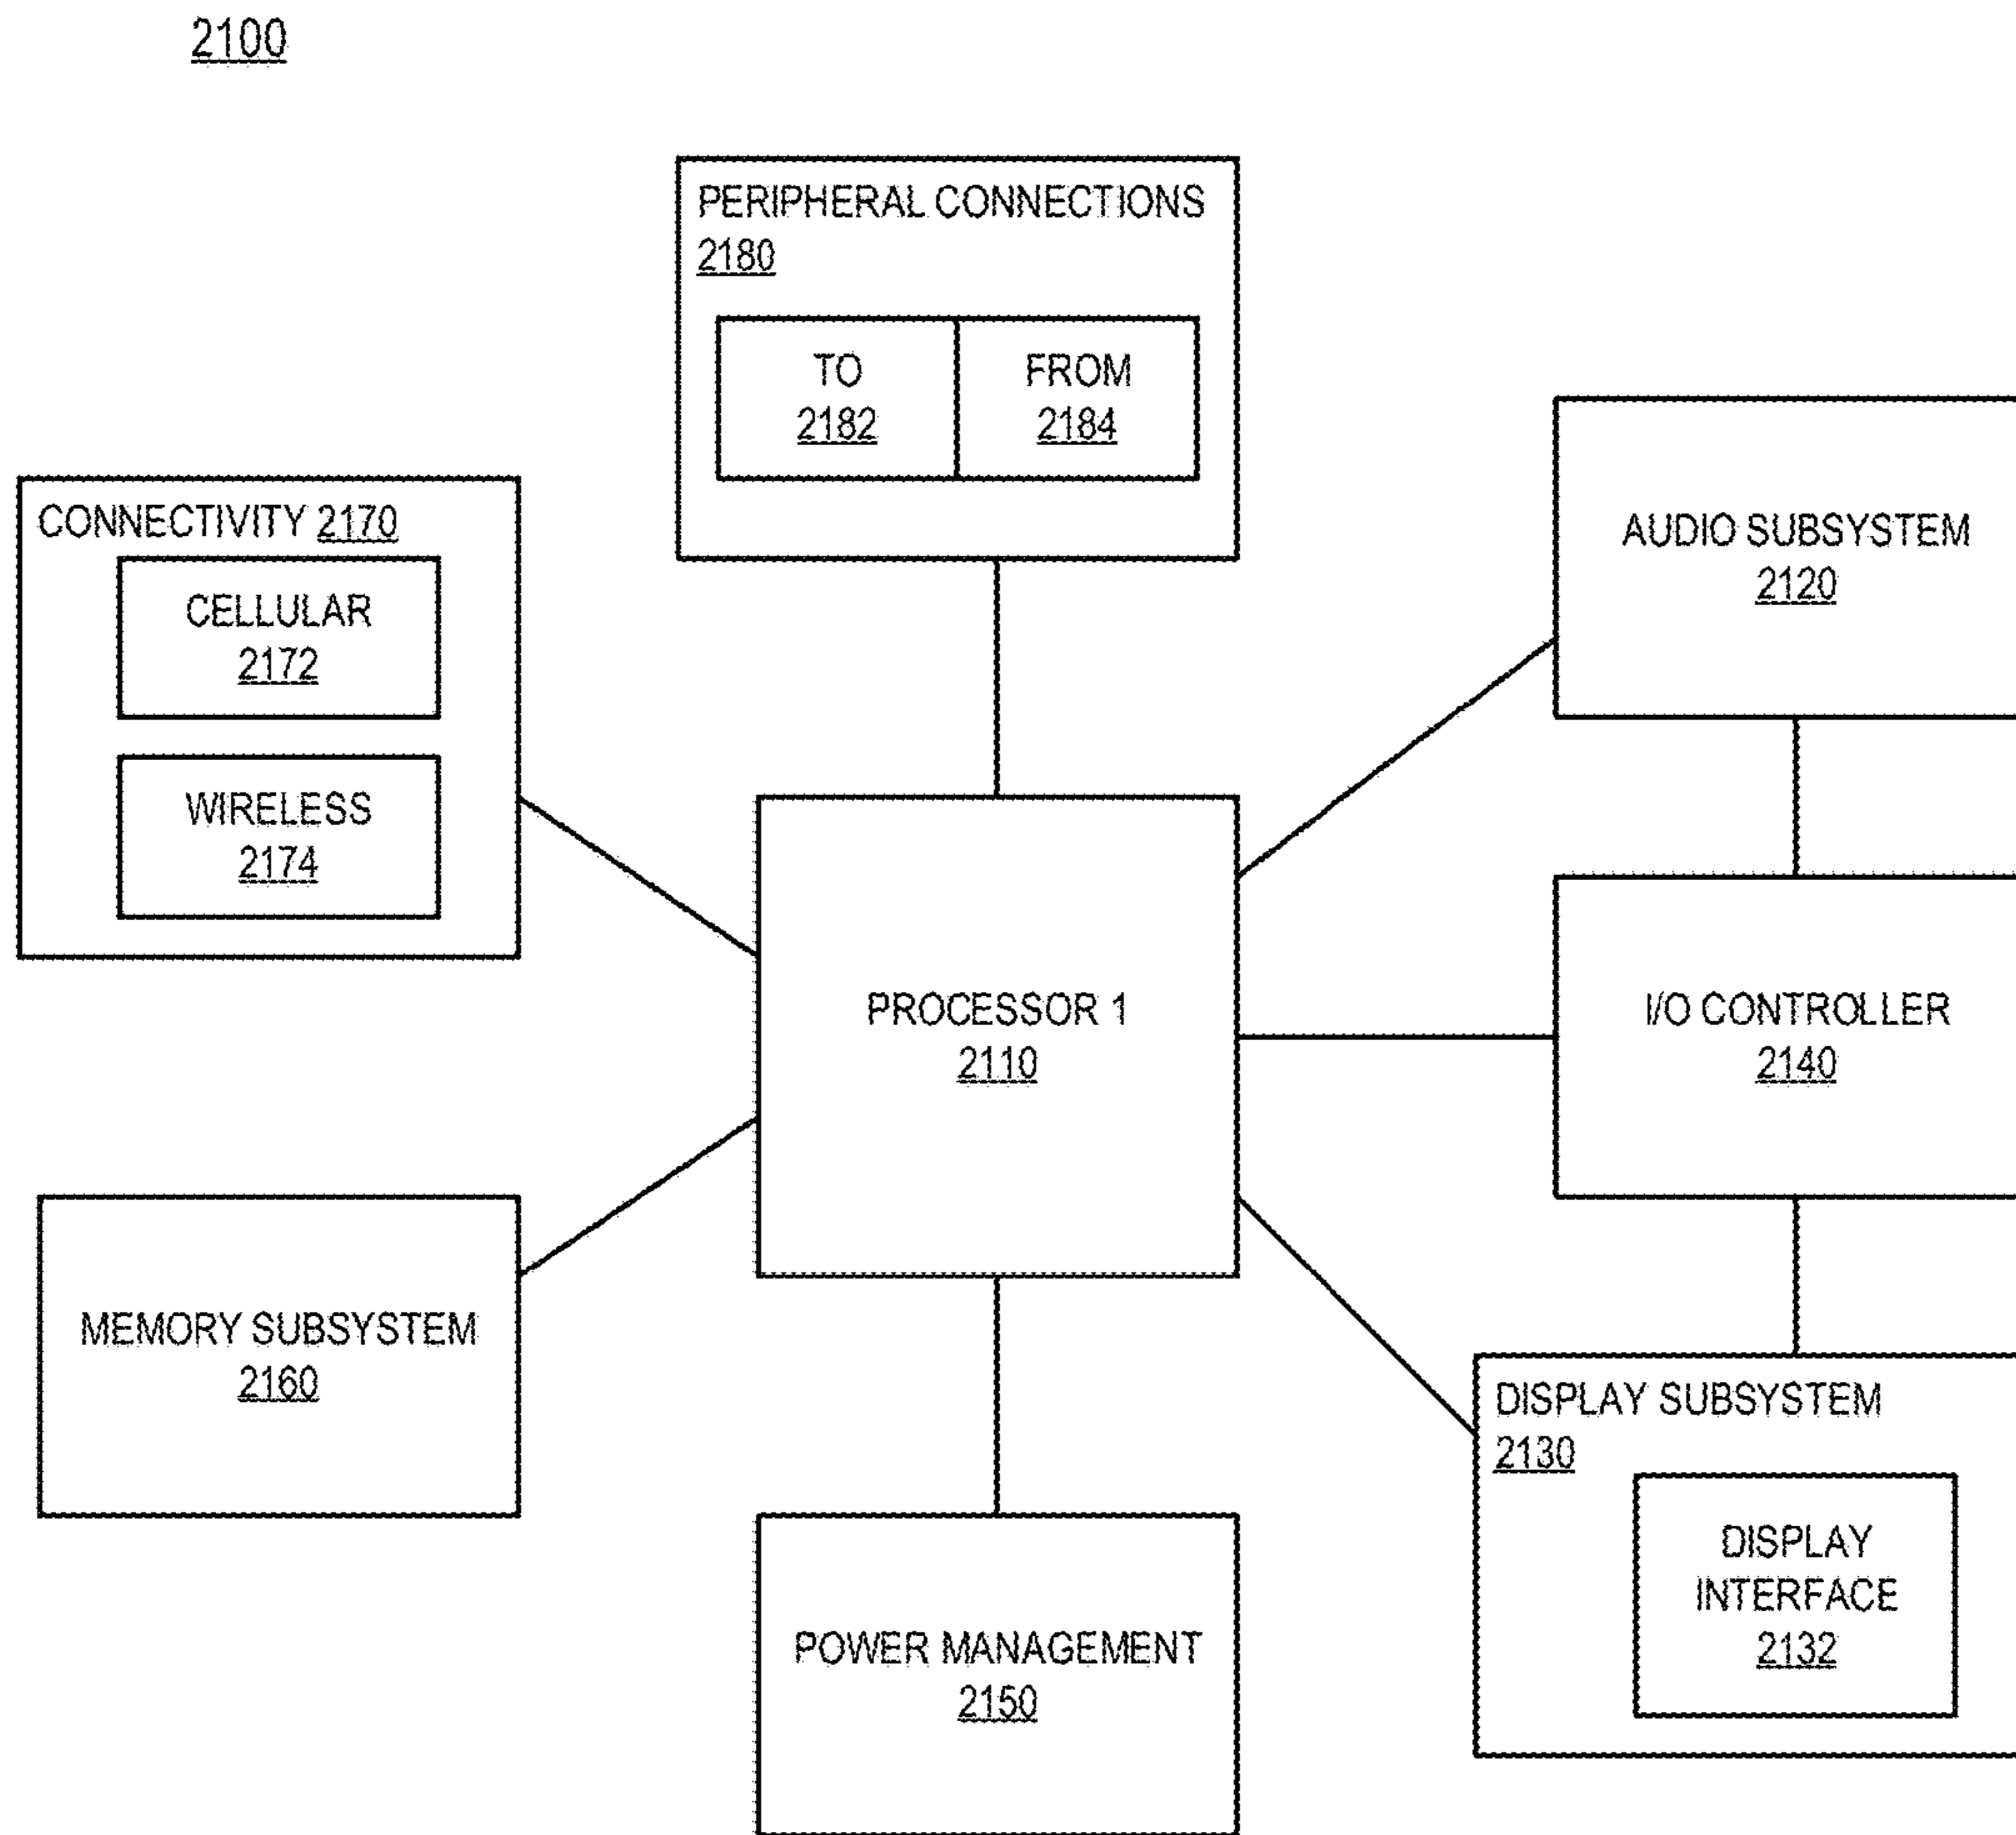 2100
PERIPHERAL CONNECTIONS
2180
TO
2182
FROM
2184
CONNECTIVITY 2170
CELLULAR
2172
WIRELESS
2174
AUDIO SUBSYSTEM
2120
PROCESSOR 1
2110
I/O CONTROLLER
2140
MEMORY SUBSYSTEM
2160
DISPLAY SUBSYSTEM
2130
DISPLAY
INTERFACE
2132
POWER MANAGEMENT
2150